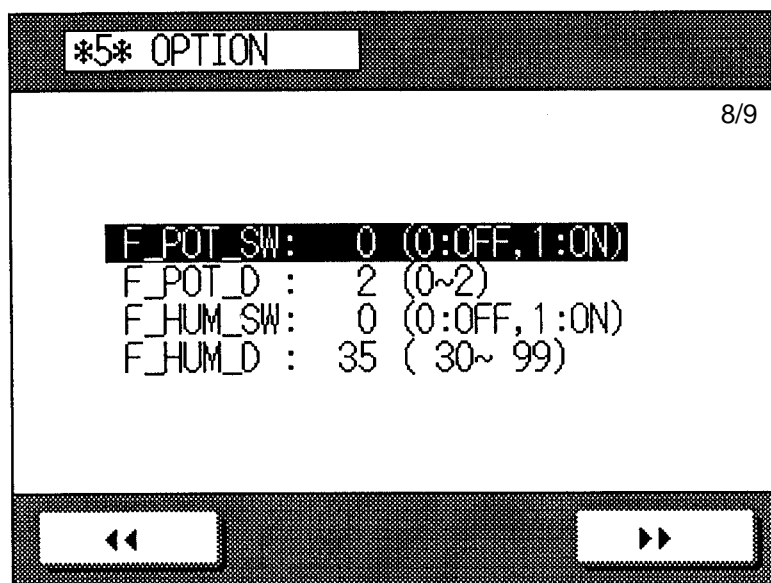 *5* OPTION
8/9
F_POT_SW: 0 (0:OFF,1:ON)
F_POT_D : 2 (0~2)
F_HUM_SW: 0 (0:OFF,1:ON)
F_HUM_D : 35 ( 30~ 99)